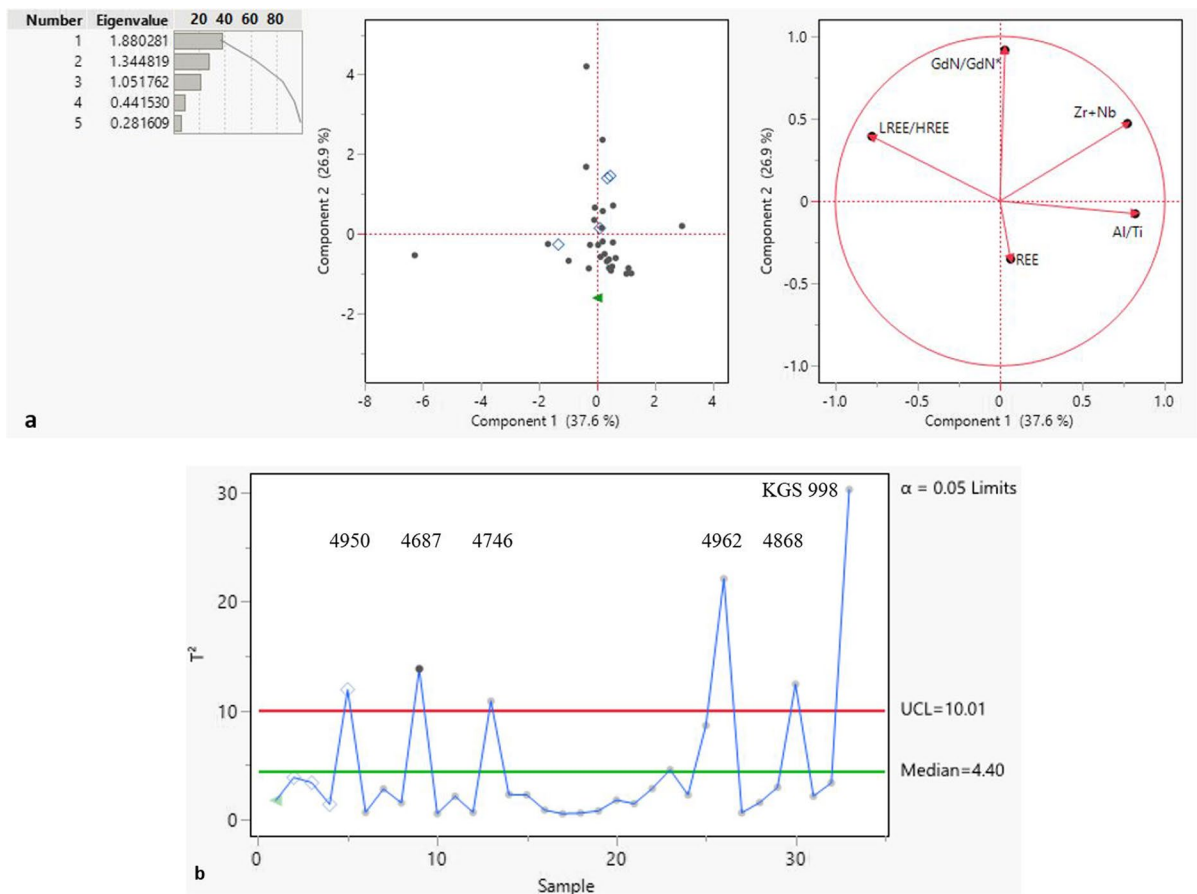 Number Eigenvalue 20 40 60 80
1 1.880281
2 1.344819
3 1.051762
4 0.441530
5 0.281609
Component 2 (26.9 %)
4
2
0
-2
-8 -6 -4 -2 0 2 4
Component 1 (37.6 %)
Component 2 (26.9 %)
1.0
0.5
0
-0.5
-1.0
GdN/GdN*
Zr+Nb
LREE/HREE
Al/Ti
REE
-1.0 -0.5 0 0.5 1.0
Component 1 (37.6 %)
a
T²
30
20
10
0
KGS 998
4950 4687 4746 4962 4868
α = 0.05 Limits
UCL=10.01
Median=4.40
0 10 20 30
Sample
b